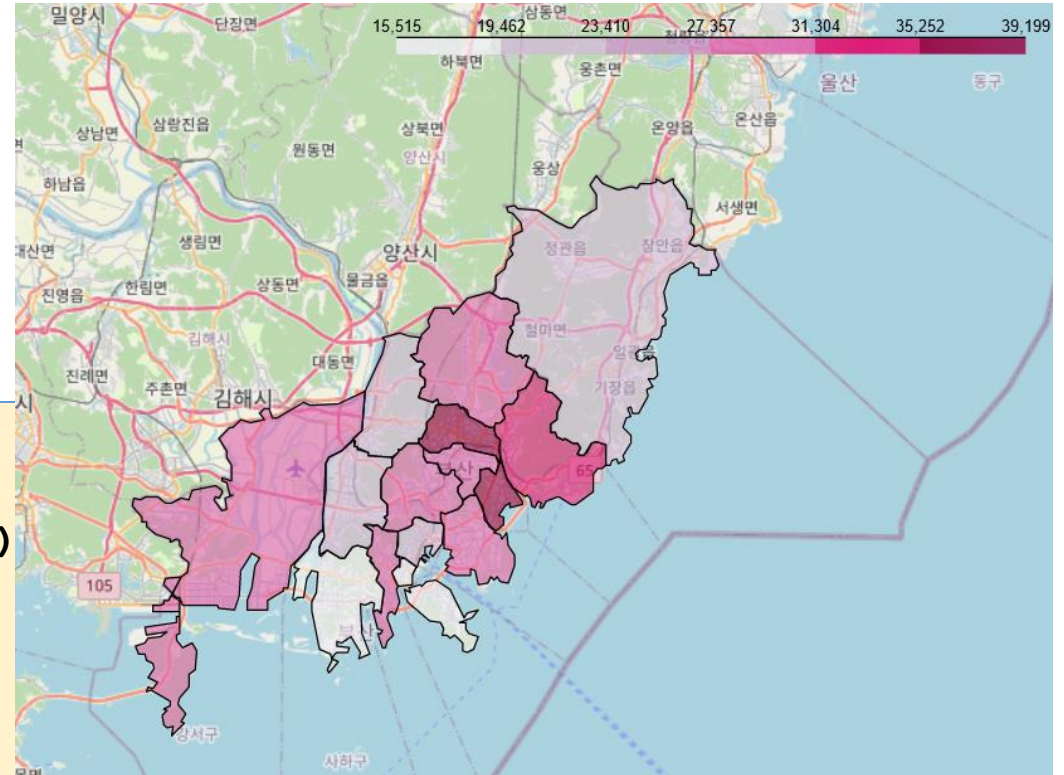 밀양시
단장면
삼동면
15,515 19,462 23,410 27,357 31,304 35,252 39,199
하북면
웅촌면
울산
동구
상남면
삼랑진읍
상북면
온양읍
온산읍
원동면
양산시
웅상
하남읍
서생면
생림면
양산시
정관읍
장안읍
대산면
물금읍
진영읍
한림면
상동면
김해시
철마면
일광읍
대동면
진례면
주촌면
김해시
기장읍
시
65
105
)
부산
강서구
사하구